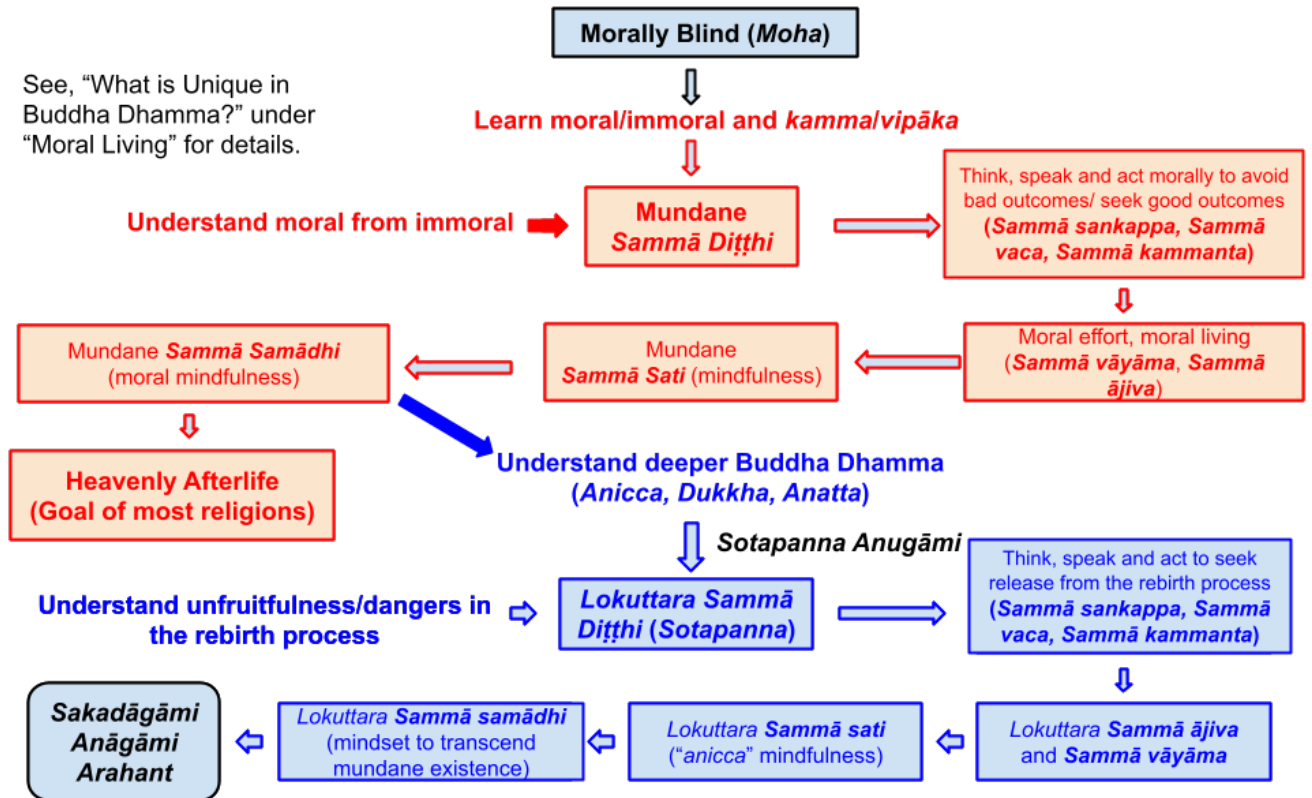 Morally Blind (Moha)
See, “What is Unique in
Buddha Dhamma?” under
“Moral Living” for details.
Learn moral/immoral and kamma/vipāka
Understand moral from immoral
Mundane
Sammā Diṭṭhi
Think, speak and act morally to avoid
bad outcomes/ seek good outcomes
(Sammā sankappa, Sammā
vaca, Sammā kammanta)
Moral effort, moral living
(Sammā vāyāma, Sammā
ājiva)
Mundane
Sammā Sati (mindfulness)
Mundane Sammā Samādhi
(moral mindfulness)
Heavenly Afterlife
(Goal of most religions)
Understand deeper Buddha Dhamma
(Anicca, Dukkha, Anatta)
Sotapanna Anugāmi
Understand unfruitfulness/dangers in
the rebirth process
Lokuttara Sammā
Diṭṭhi (Sotapanna)
Think, speak and act to seek
release from the rebirth process
(Sammā sankappa, Sammā
vaca, Sammā kammanta)
Lokuttara Sammā ājiva
and Sammā vāyāma
Lokuttara Sammā sati
(“anicca” mindfulness)
Lokuttara Sammā samādhi
(mindset to transcend
mundane existence)
Sakadāgāmi
Anāgāmi
Arahant